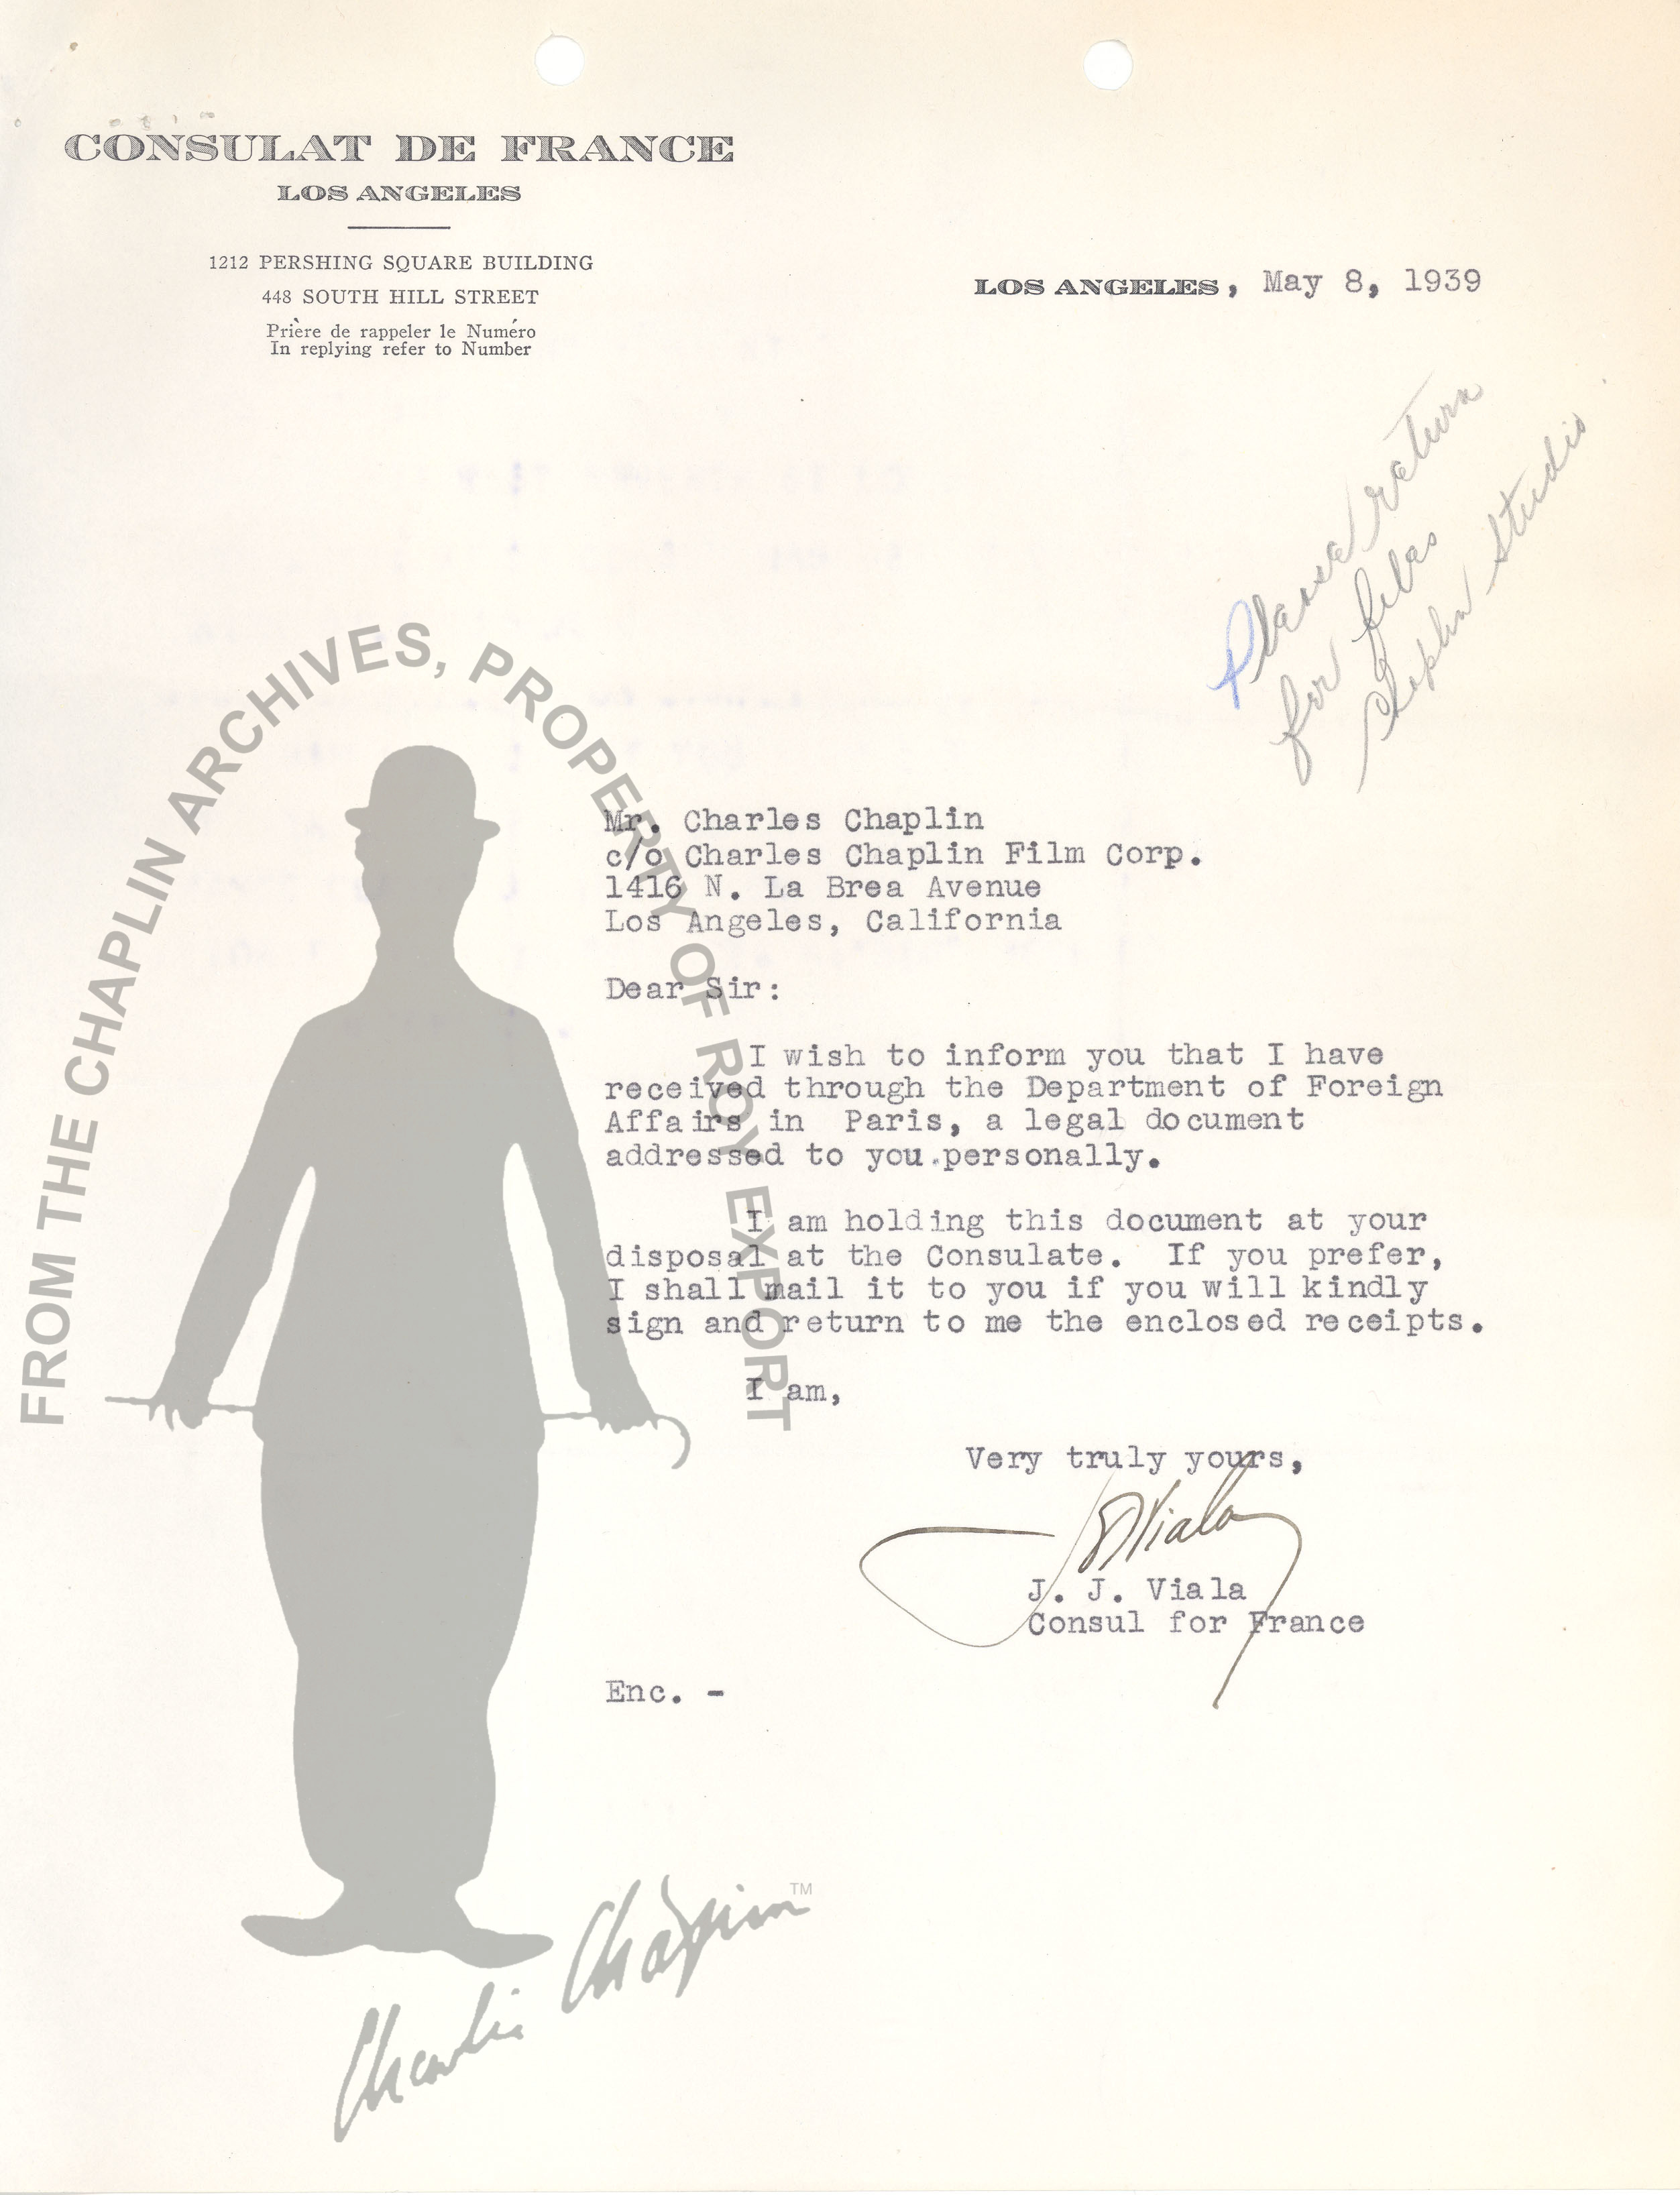 CONSULAT DE FRANCE
LOS ANGELES
1212 PERSHING SQUARE BUILDING
448 SOUTH HILL STREET
Prière de rappeler le Numéro
In replying refer to Number
LOS ANGELES, May 8, 1939
Please return
for files
Chaplin Studio
Mr. Charles Chaplin
c/o Charles Chaplin Film Corp.
1416 N. La Brea Avenue
Los Angeles, California
Dear Sir:
I wish to inform you that I have
received through the Department of Foreign
Affairs in Paris, a legal document
addressed to you personally.
I am holding this document at your
disposal at the Consulate. If you prefer,
I shall mail it to you if you will kindly
sign and return to me the enclosed receipts.
I am,
Very truly yours,
JJViala
J. J. Viala
Consul for France
Enc. -
FROM THE CHAPLIN ARCHIVES, PROPERTY OF ROY EXPORT
Charlie Chaplin TM